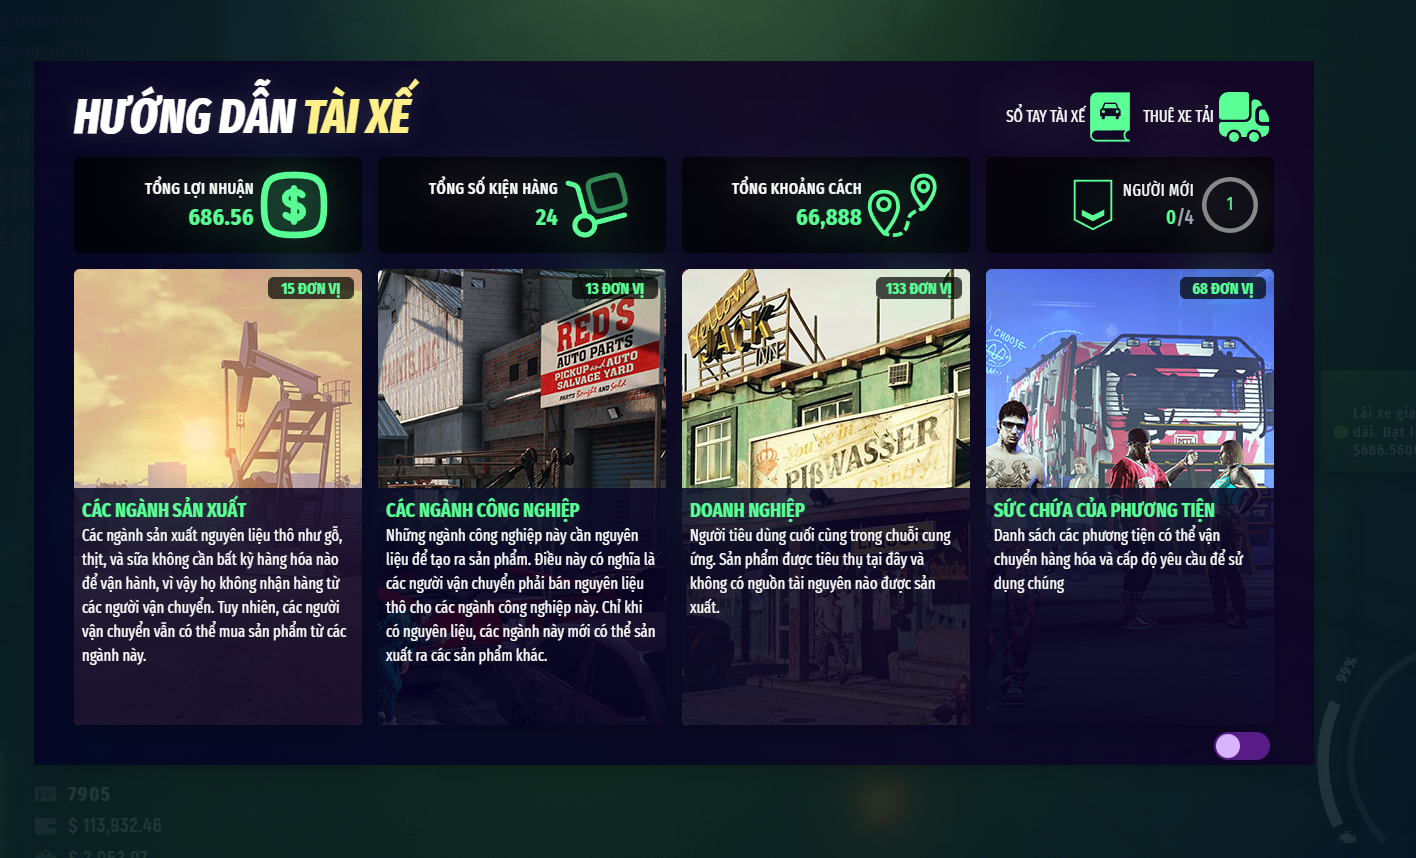 HƯỚNG DẪN TÀI XẾ
SỔ TAY TÀI XẾ
THUÊ XE TẢI
TỔNG LỢI NHUẬN
686.56
TỔNG SỐ KIỆN HÀNG
24
TỔNG KHOẢNG CÁCH
66,888
NGƯỜI MỚI
0/4
1
15 ĐƠN VỊ
CÁC NGÀNH SẢN XUẤT
Các ngành sản xuất nguyên liệu thô như gỗ,
thịt, và sữa không cần bất kỳ hàng hóa nào
để vận hành, vì vậy họ không nhận hàng từ
các người vận chuyển. Tuy nhiên, các người
vận chuyển vẫn có thể mua sản phẩm từ các
ngành này.
13 ĐƠN VỊ
RED'S
AUTO PARTS
PICKUP and AUTO
SALVAGE YARD
PARTS Bought AND Sold
CÁC NGÀNH CÔNG NGHIỆP
Những ngành công nghiệp này cần nguyên
liệu để tạo ra sản phẩm. Điều này có nghĩa là
các người vận chuyển phải bán nguyên liệu
thô cho các ngành công nghiệp này. Chỉ khi
có nguyên liệu, các ngành này mới có thể sản
xuất ra các sản phẩm khác.
133 ĐƠN VỊ
Yellow
JACK
INN
You're in
PIßWASSER
Country!
DOANH NGHIỆP
Người tiêu dùng cuối cùng trong chuỗi cung
ứng. Sản phẩm được tiêu thụ tại đây và
không có nguồn tài nguyên nào được sản
xuất.
68 ĐƠN VỊ
I CHOOSE
SỨC CHỨA CỦA PHƯƠNG TIỆN
Danh sách các phương tiện có thể vận
chuyển hàng hóa và cấp độ yêu cầu để sử
dụng chúng
Lái xe gia
dài. Đạt
$686.560
99%
7905
$ 113,932.46